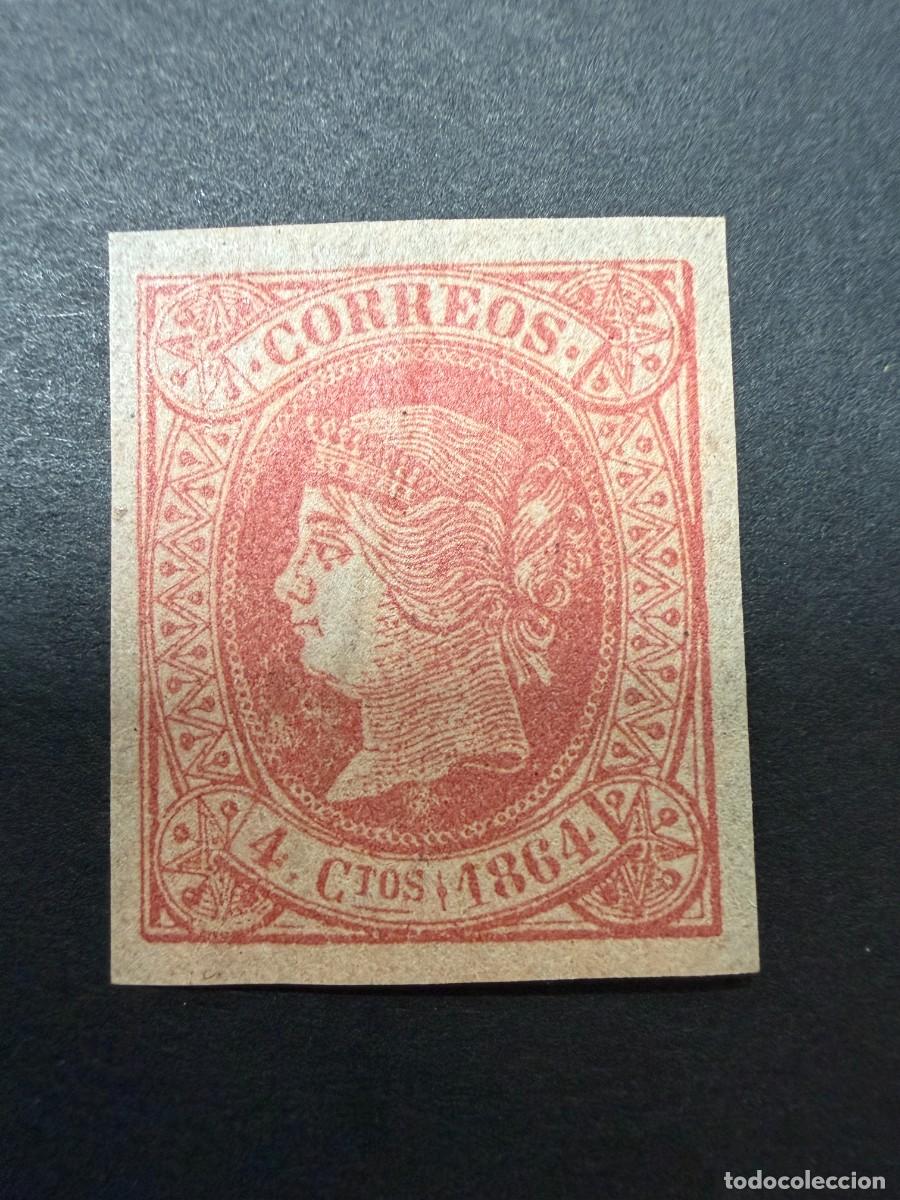 · CORREOS ·
4. CTOS 1864.
todocoleccion